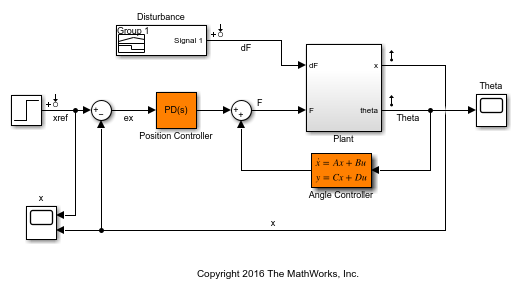 Disturbance
Group 1
Signal 1
dF
dF
x
Theta
xref
+
−
ex
PD(s)
+
+
F
F
theta
Theta
Position Controller
Plant
ẋ = Ax + Bu
y = Cx + Du
Angle Controller
x
x
Copyright 2016 The MathWorks, Inc.